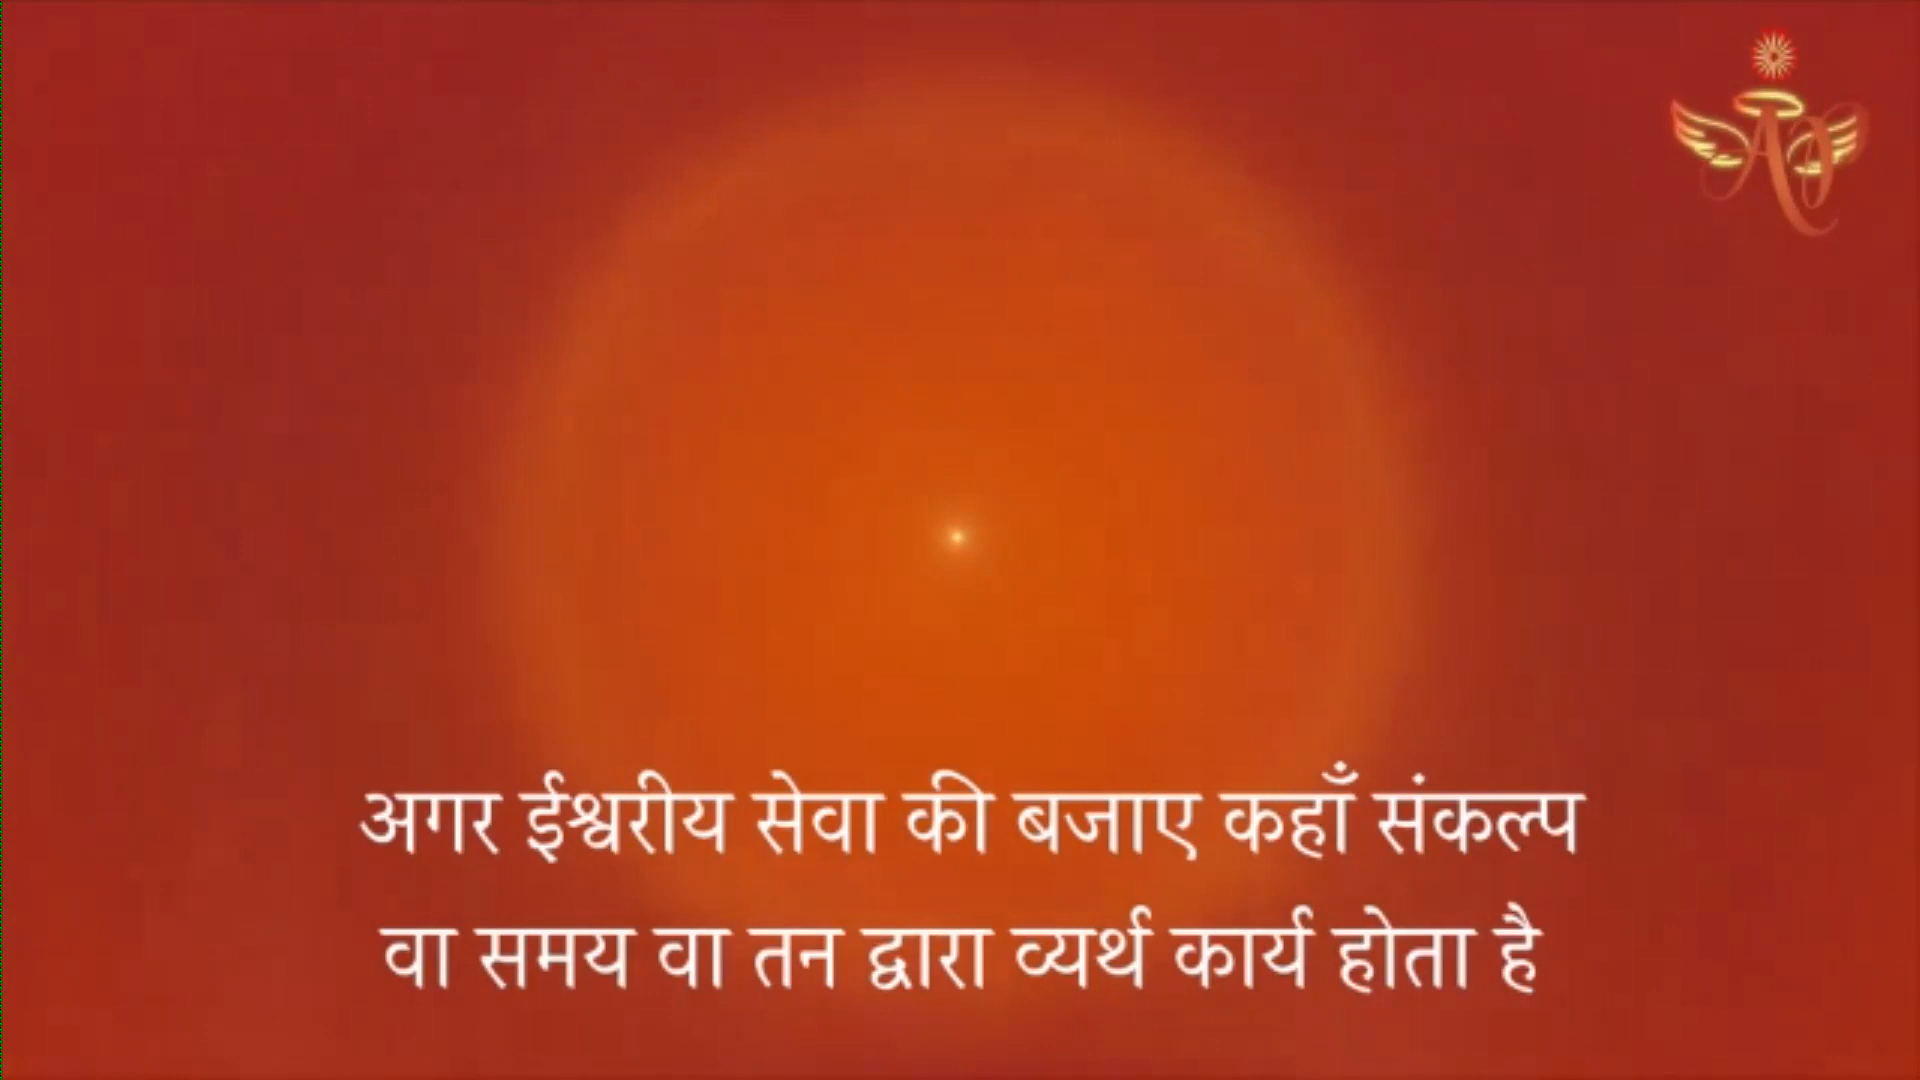 अगर ईश्वरीय सेवा की बजाए कहाँ संकल्प
वा समय वा तन द्वारा व्यर्थ कार्य होता है